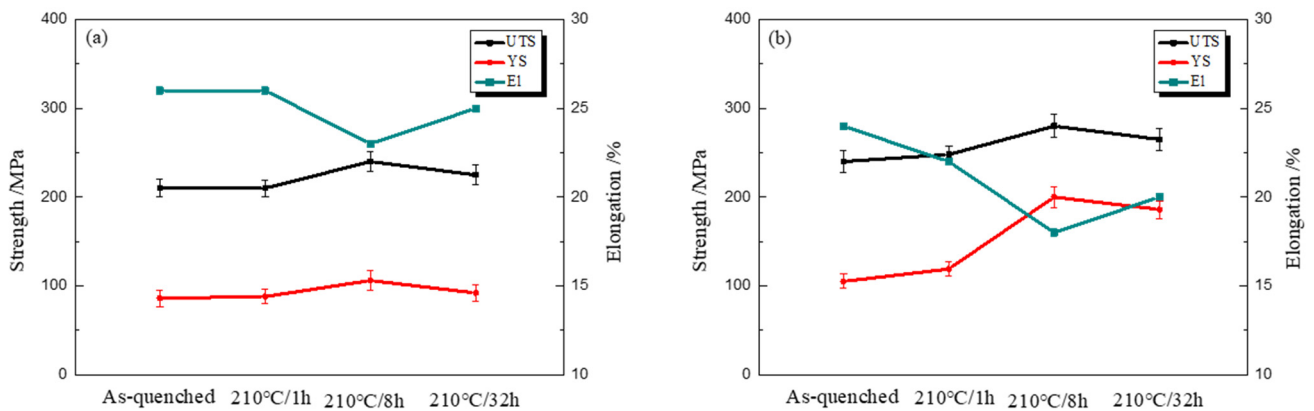 (a)
UTS
YS
El
400
300
200
100
0
Strength /MPa
30
25
20
15
10
Elongation /%
As-quenched 210℃/1h 210℃/8h 210℃/32h
(b)
UTS
YS
El
400
300
200
100
0
Strength /MPa
30
25
20
15
10
Elongation /%
As-quenched 210℃/1h 210℃/8h 210℃/32h